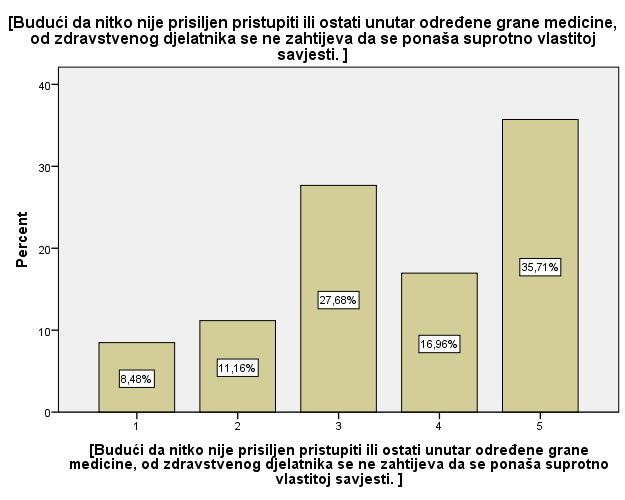 [Budući da nitko nije prisiljen pristupiti ili ostati unutar određene grane medicine,
od zdravstvenog djelatnika se ne zahtijeva da se ponaša suprotno vlastitoj
savjesti. ]
40
30
20
10
0
Percent
8,48%
11,16%
27,68%
16,96%
35,71%
1
2
3
4
5
[Budući da nitko nije prisiljen pristupiti ili ostati unutar određene grane
medicine, od zdravstvenog djelatnika se ne zahtijeva da se ponaša suprotno
vlastitoj savjesti. ]